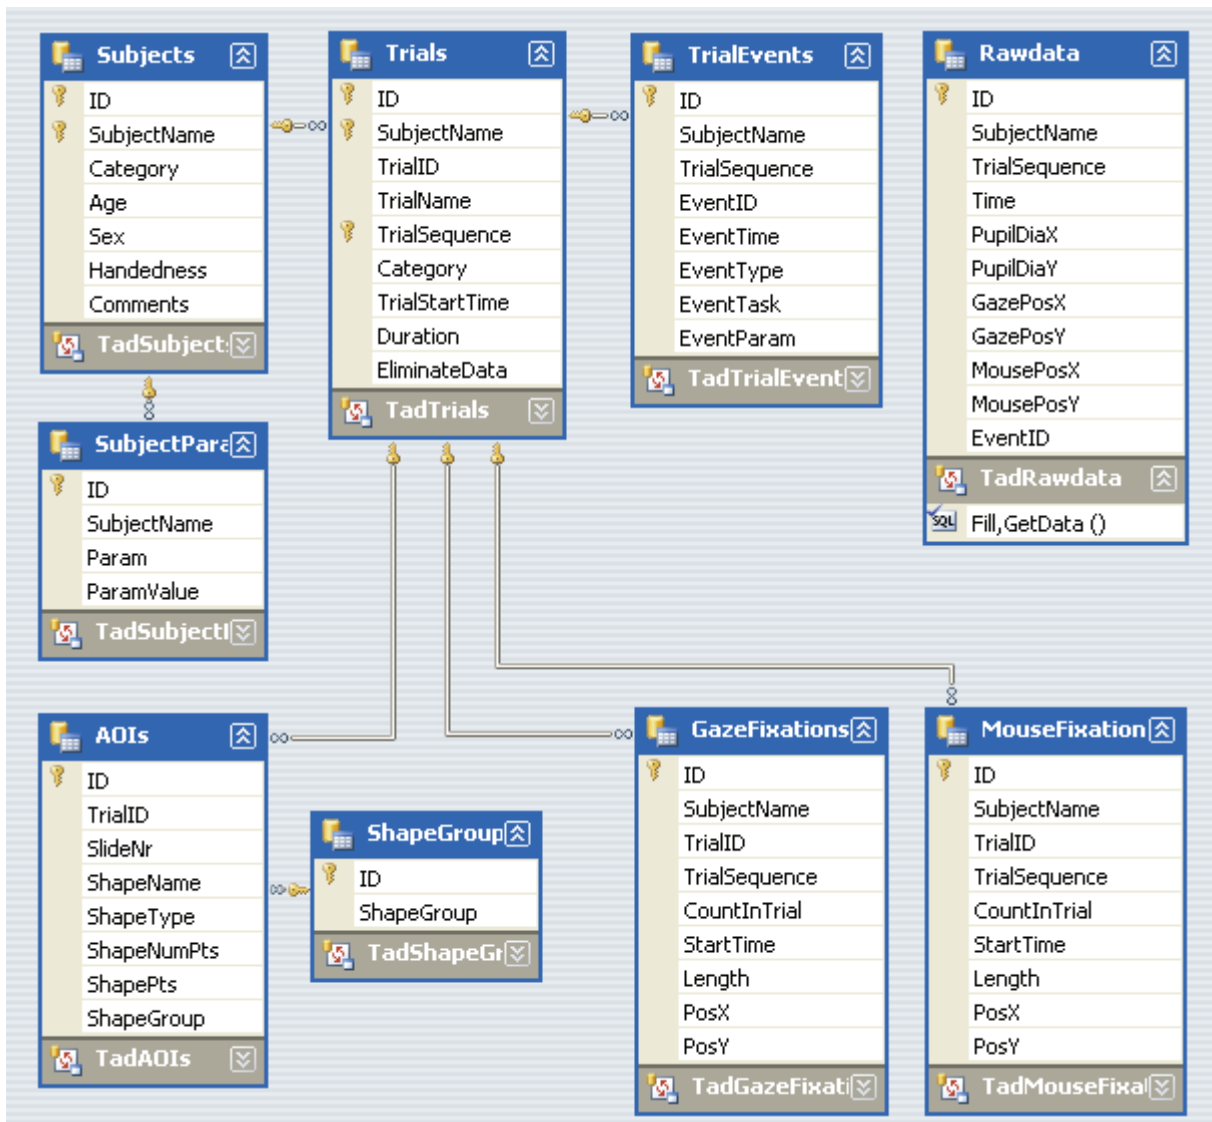 Subjects
ID
SubjectName
Category
Age
Sex
Handedness
Comments
TadSubject
Trials
ID
SubjectName
TrialID
TrialName
TrialSequence
Category
TrialStartTime
Duration
EliminateData
TadTrials
TrialEvents
ID
SubjectName
TrialSequence
EventID
EventTime
EventType
EventTask
EventParam
TadTrialEvent
Rawdata
ID
SubjectName
TrialSequence
Time
PupilDiaX
PupilDiaY
GazePosX
GazePosY
MousePosX
MousePosY
EventID
TadRawdata
SQL Fill,GetData ()
SubjectPara
ID
SubjectName
Param
ParamValue
TadSubjectI
AOIs
ID
TrialID
SlideNr
ShapeName
ShapeType
ShapeNumPts
ShapePts
ShapeGroup
TadAOIs
ShapeGroup
ID
ShapeGroup
TadShapeGr
GazeFixations
ID
SubjectName
TrialID
TrialSequence
CountInTrial
StartTime
Length
PosX
PosY
TadGazeFixati
MouseFixation
ID
SubjectName
TrialID
TrialSequence
CountInTrial
StartTime
Length
PosX
PosY
TadMouseFixa